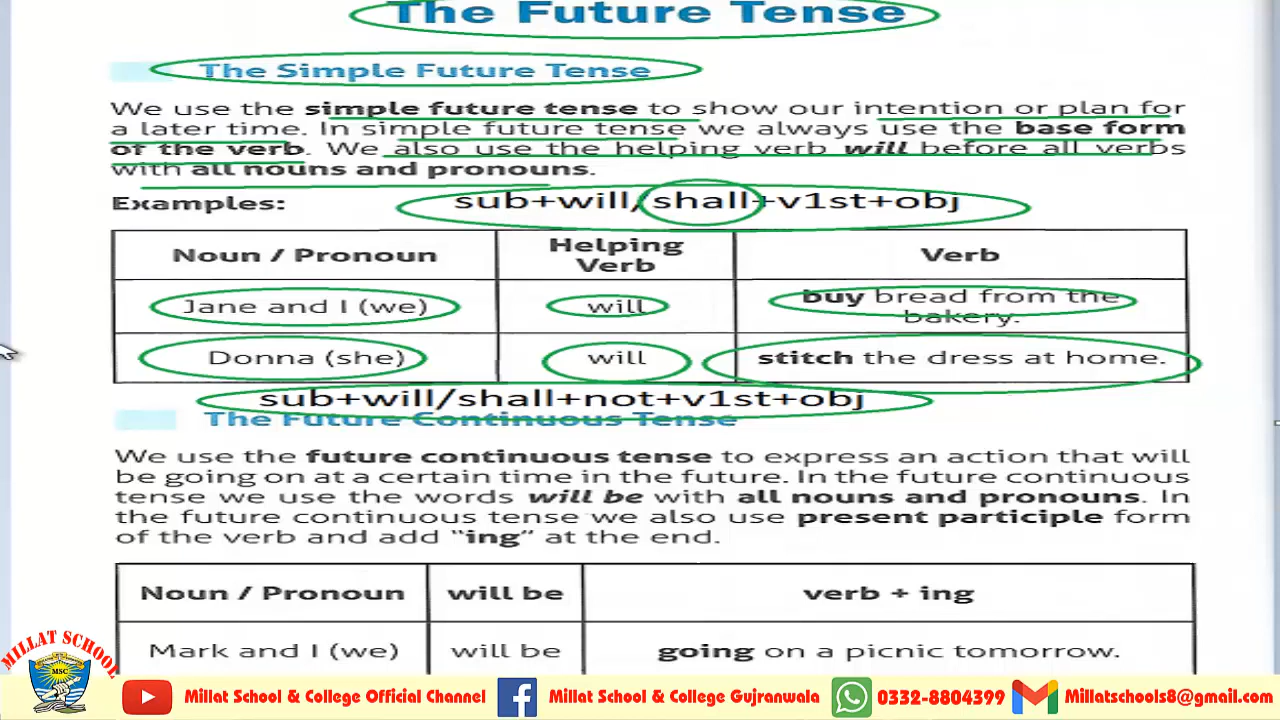 The Future Tense
The Simple Future Tense
We use the simple future tense to show our intention or plan for
a later time. In simple future tense we always use the base form
of the verb. We also use the helping verb will before all verbs
with all nouns and pronouns.
Examples: sub+will/shall+v1st+obj
Noun / Pronoun Helping Verb Verb
Jane and I (we) will buy bread from the bakery.
Donna (she) will stitch the dress at home.
sub+will/shall+not+v1st+obj
The Future Continuous Tense
We use the future continuous tense to express an action that will
be going on at a certain time in the future. In the future continuous
tense we use the words will be with all nouns and pronouns. In
the future continuous tense we also use present participle form
of the verb and add "ing" at the end.
Noun / Pronoun will be verb + ing
Mark and I (we) will be going on a picnic tomorrow.
MILLAT SCHOOL
MSC
Millat School & College Official Channel Millat School & College Gujranwala 0332-8804399 Millatschools8@gmail.com